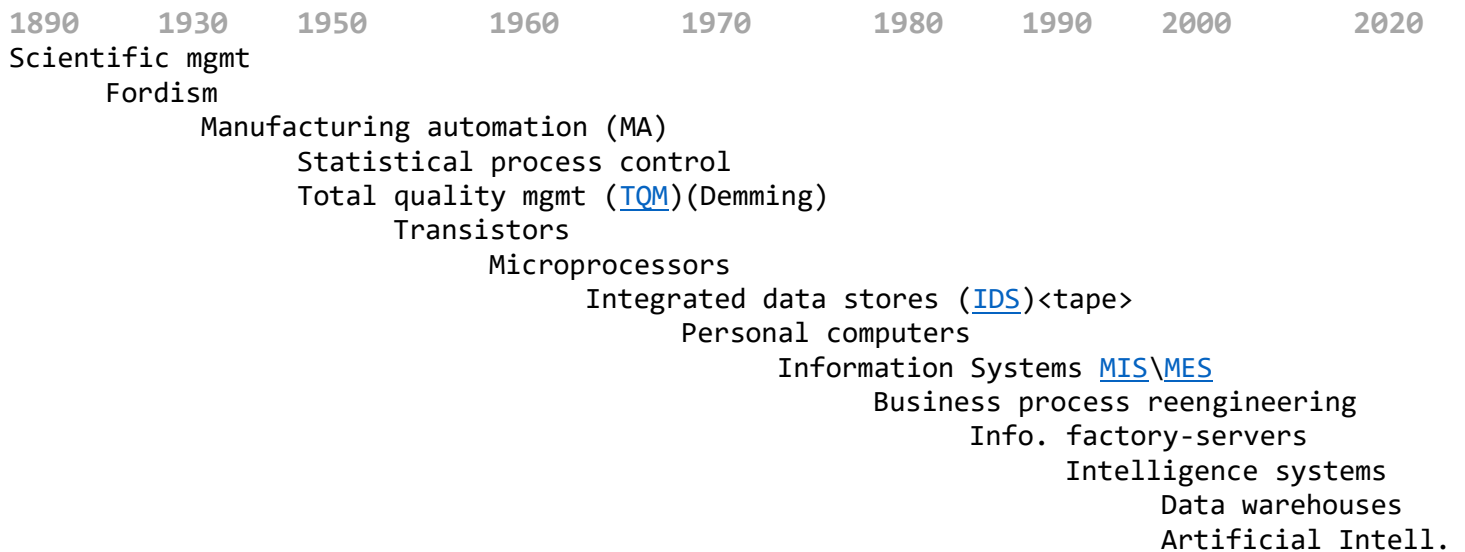 1890 1930 1950 1960 1970 1980 1990 2000 2020
Scientific mgmt
Fordism
Manufacturing automation (MA)
Statistical process control
Total quality mgmt (TQM)(Demming)
Transistors
Microprocessors
Integrated data stores (IDS)<tape>
Personal computers
Information Systems MIS\MES
Business process reengineering
Info. factory-servers
Intelligence systems
Data warehouses
Artificial Intell.